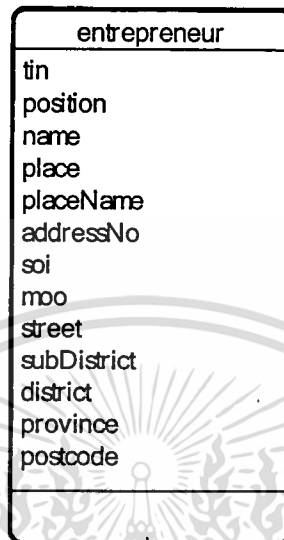 entrepreneur
tin
position
name
place
placeName
addressNo
soi
moo
street
subDistrict
district
province
postcode